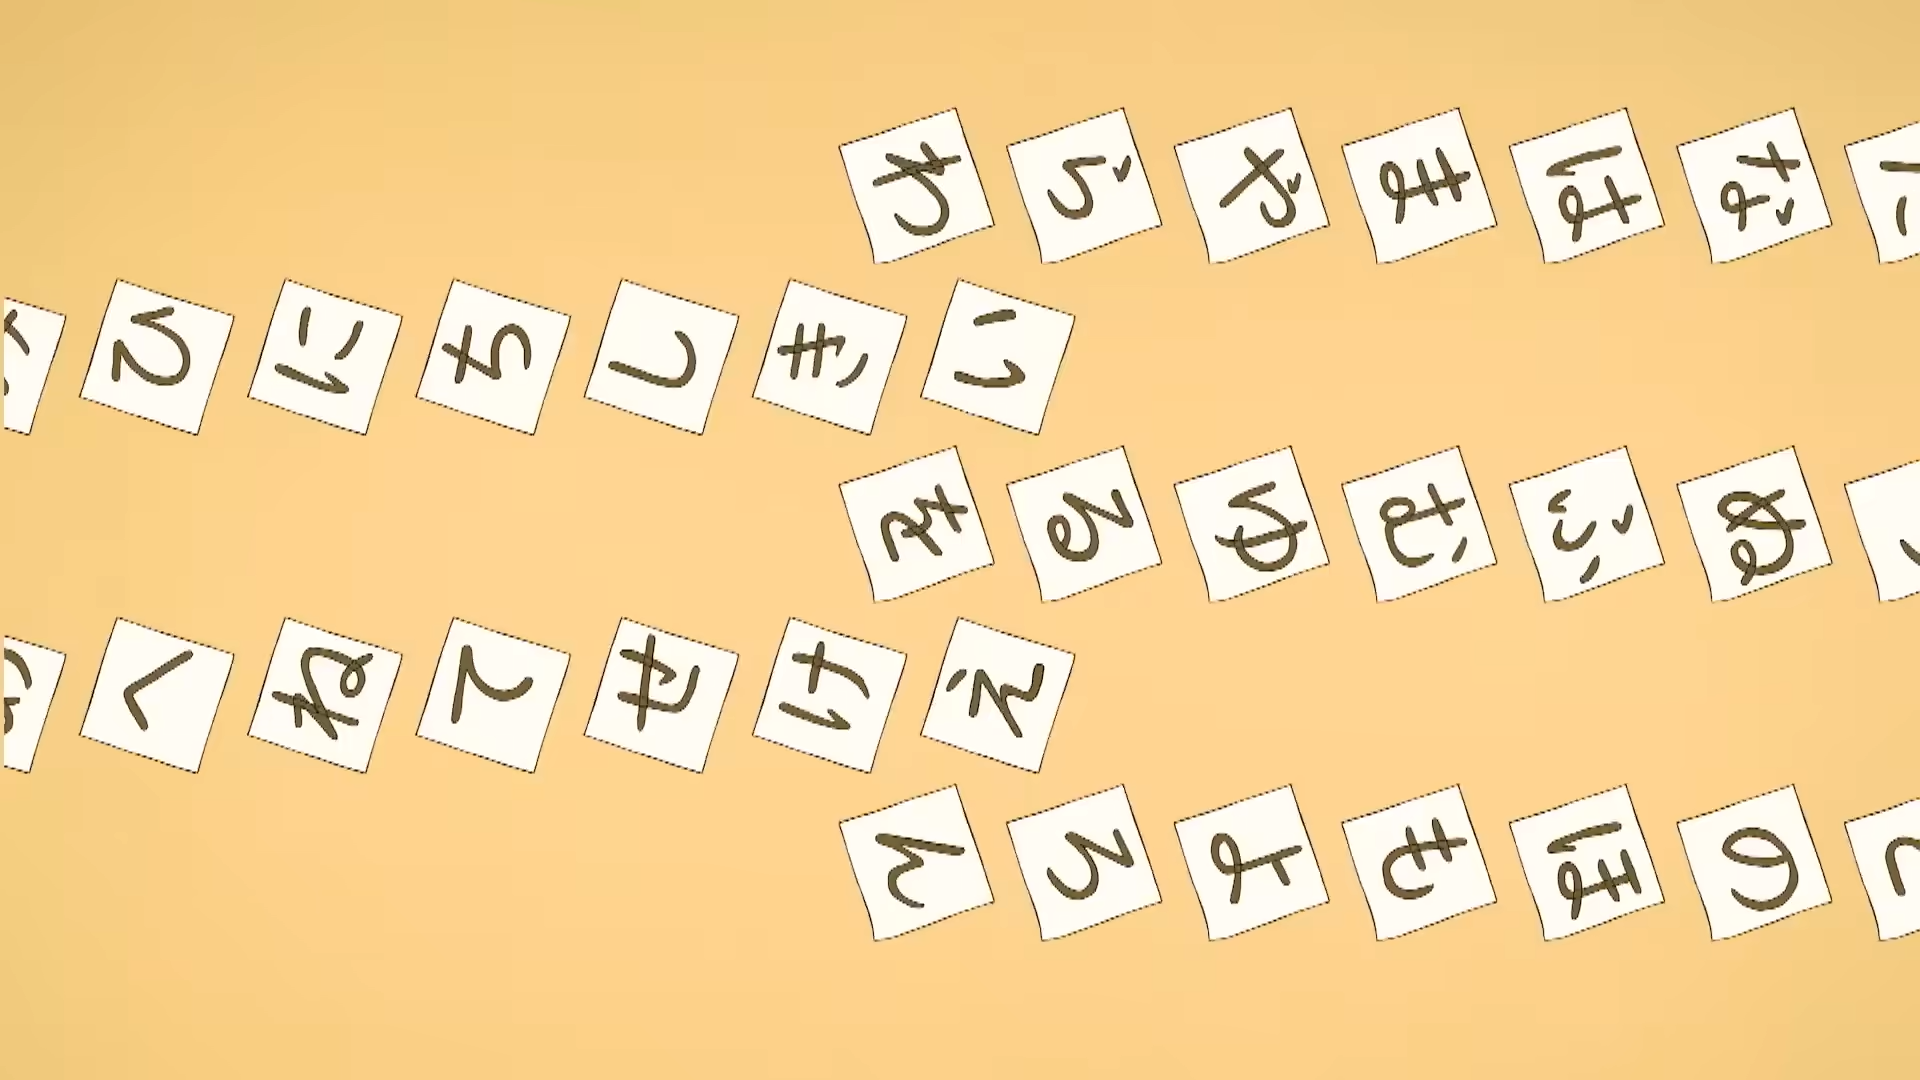 わらやまはな
ひにちしきい
をるゆむふぬ
へねてせけえ
んろよもほの